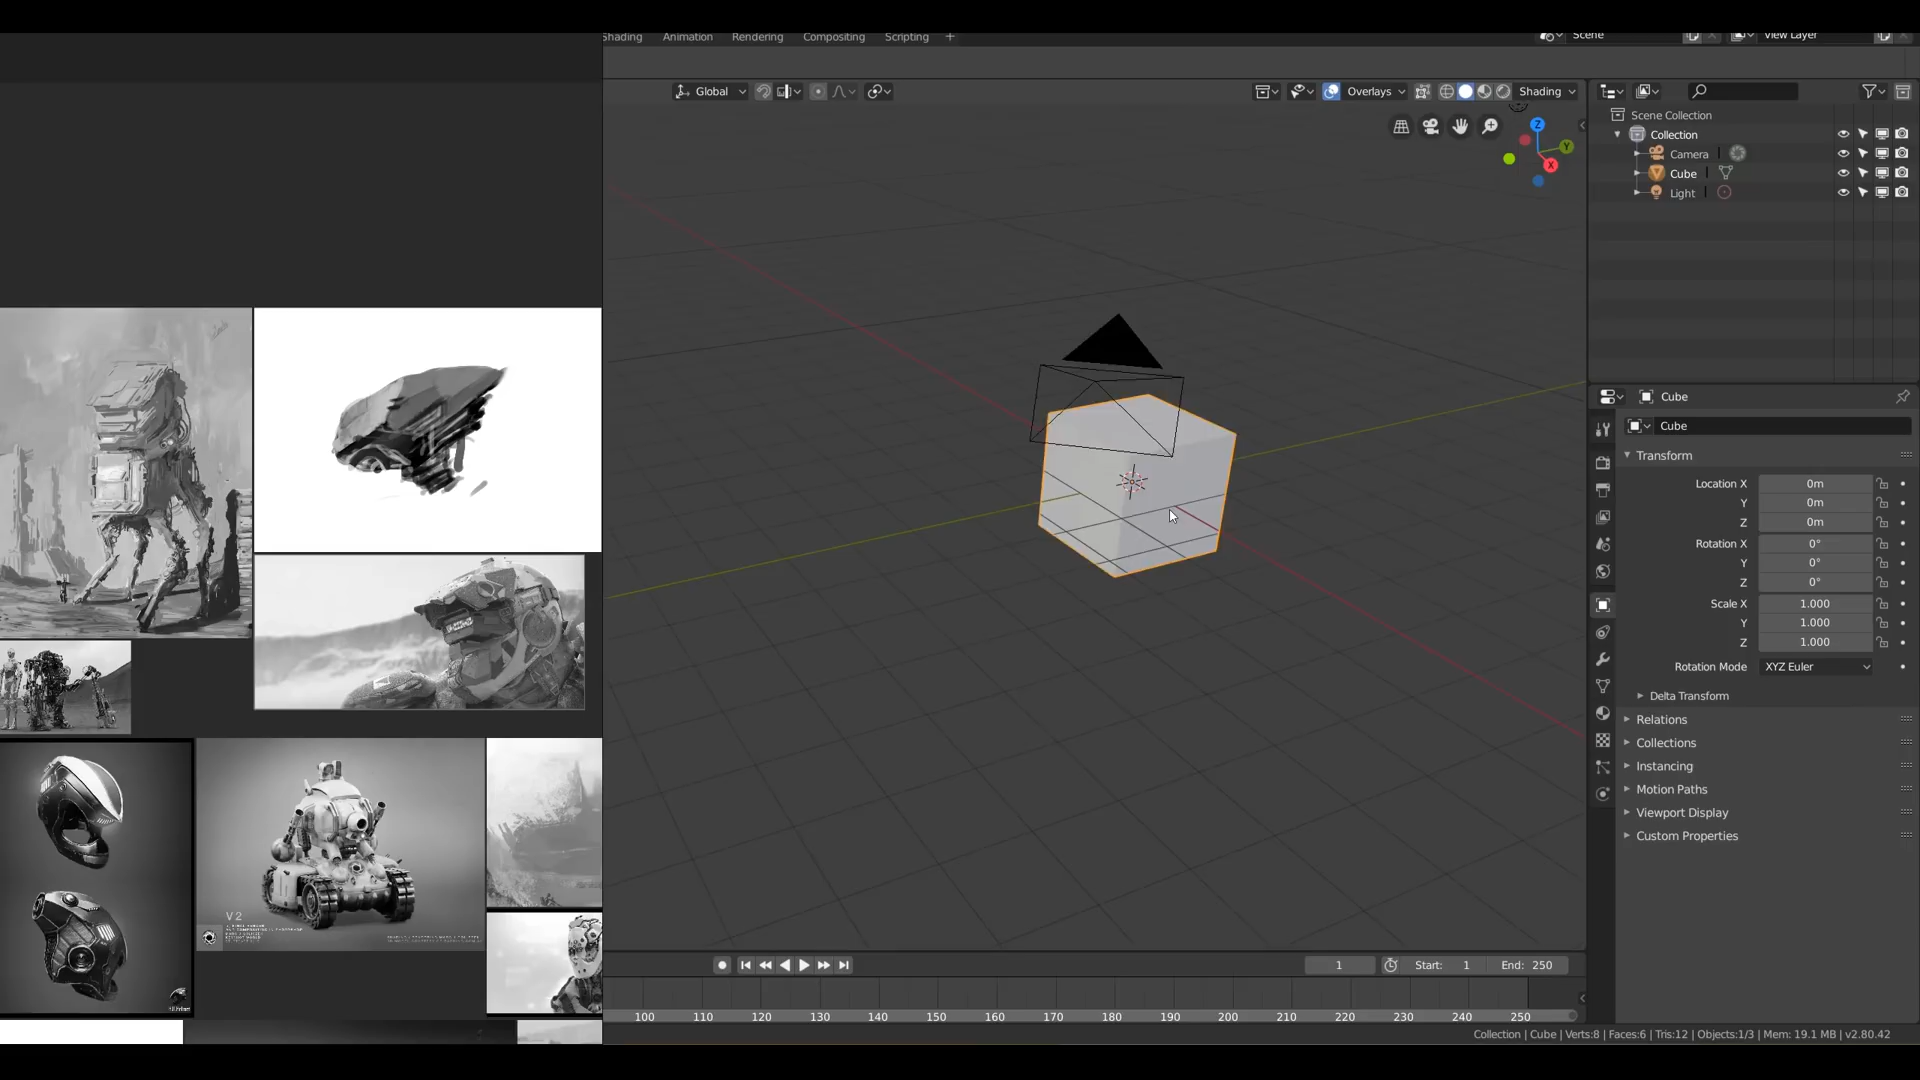 Shading Animation Rendering Compositing Scripting +
Scene View Layer
Global Overlays Shading
Z
Y
X
Scene Collection
Collection
Camera
Cube
Light
Cube
Cube
Transform
Location X 0m
Y 0m
Z 0m
Rotation X 0°
Y 0°
Z 0°
Scale X 1.000
Y 1.000
Z 1.000
Rotation Mode XYZ Euler
Delta Transform
Relations
Collections
Instancing
Motion Paths
Viewport Display
Custom Properties
V2
1 Start: 1 End: 250
100 110 120 130 140 150 160 170 180 190 200 210 220 230 240 250
Collection | Cube | Verts:8 | Faces:6 | Tris:12 | Objects:1/3 | Mem: 19.1 MB | v2.80.42